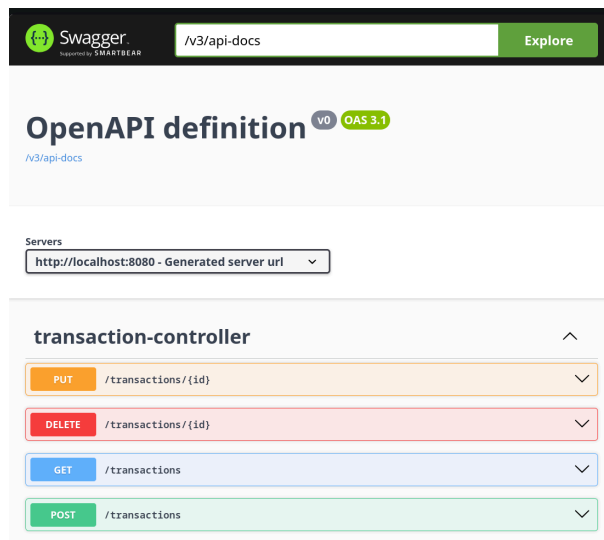 Swagger.
Supported by SMARTBEAR
/v3/api-docs
Explore
OpenAPI definition v0 OAS 3.1
/v3/api-docs
Servers
http://localhost:8080 - Generated server url
transaction-controller
PUT /transactions/{id}
DELETE /transactions/{id}
GET /transactions
POST /transactions